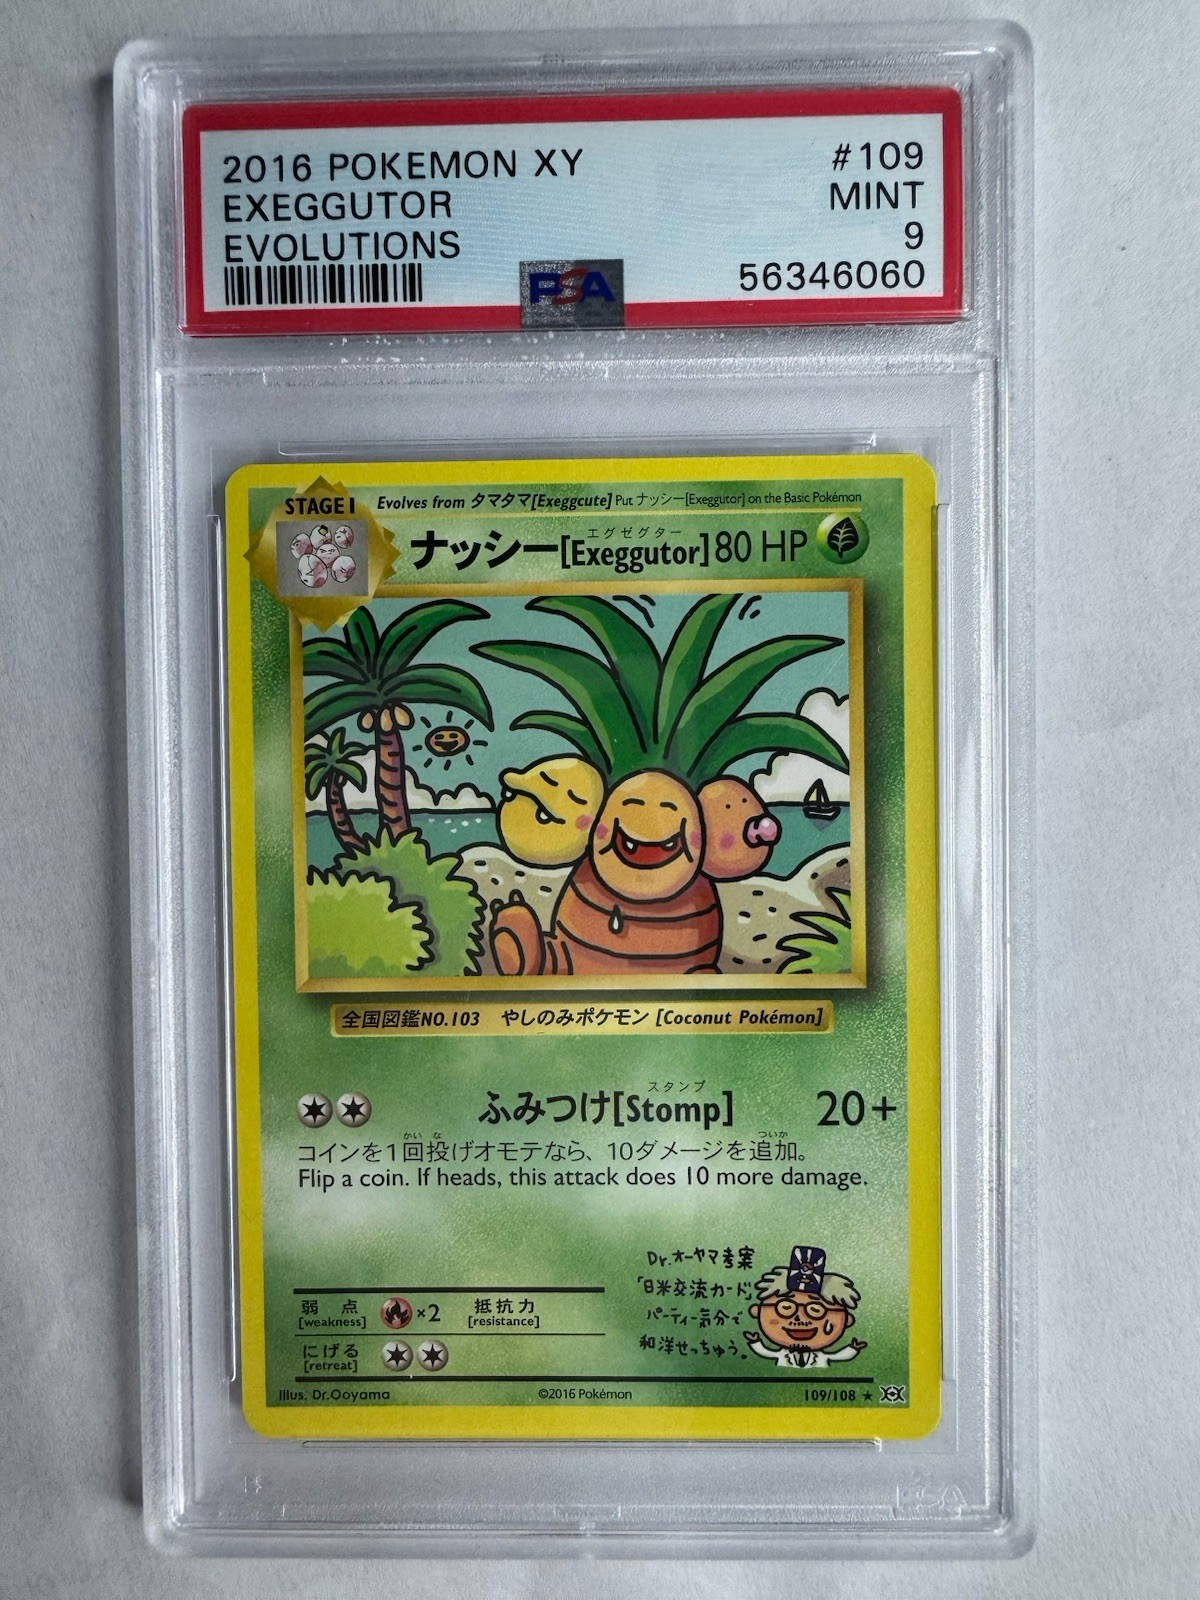 2016 POKEMON XY #109
EXEGGUTOR MINT
EVOLUTIONS 9
PSA 56346060
STAGE 1 Evolves from タマタマ[Exeggcute] Put ナッシー[Exeggutor] on the Basic Pokémon
エグゼグター
ナッシー[Exeggutor] 80 HP
全国図鑑NO.103 やしのみポケモン [Coconut Pokémon]
スタンプ
ふみつけ[Stomp] 20+
かい な ついか
コインを1回投げオモテなら、10ダメージを追加。
Flip a coin. If heads, this attack does 10 more damage.
Dr.オーヤマ考案
「日米交流カード」
パーティー気分で
和洋せっちゅう。
弱点 ×2 抵抗力
[weakness] [resistance]
にげる
[retreat]
Illus. Dr.Ooyama ©2016 Pokémon 109/108 ★
PSA